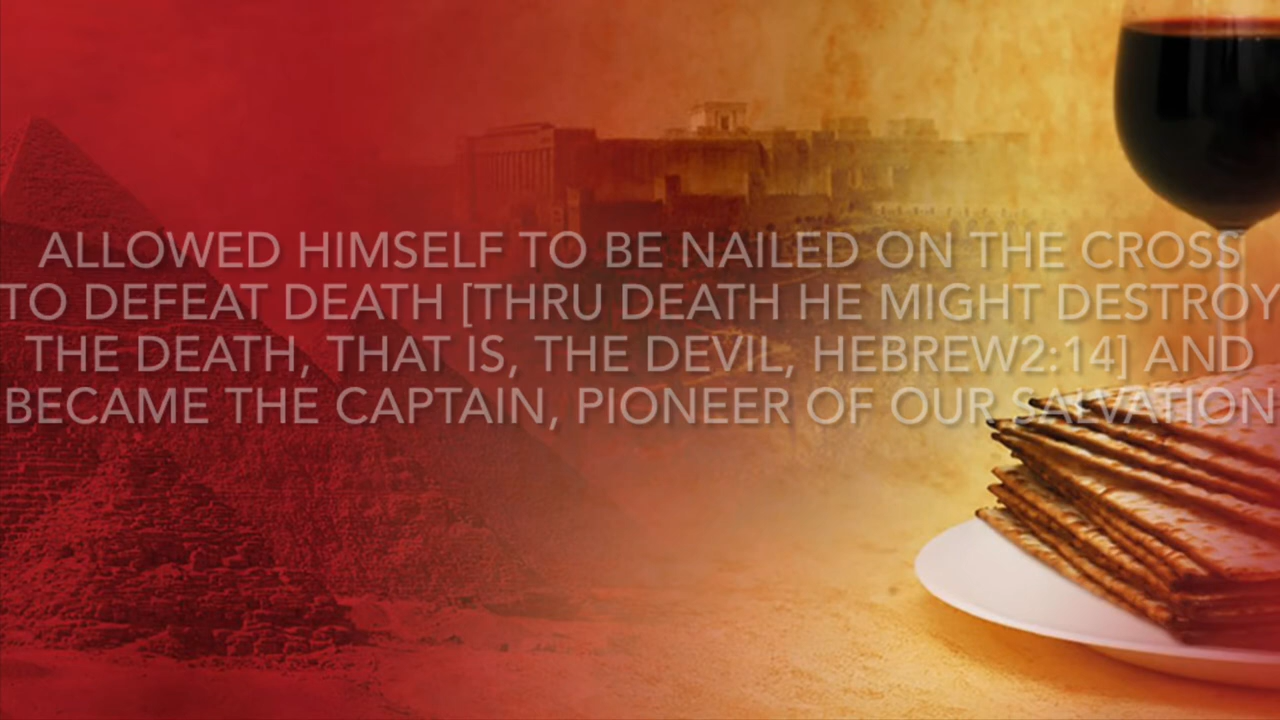 ALLOWED HIMSELF TO BE NAILED ON THE CROSS
TO DEFEAT DEATH [THRU DEATH HE MIGHT DESTROY
THE DEATH, THAT IS, THE DEVIL, HEBREW2:14] AND
BECAME THE CAPTAIN, PIONEER OF OUR SALVATION